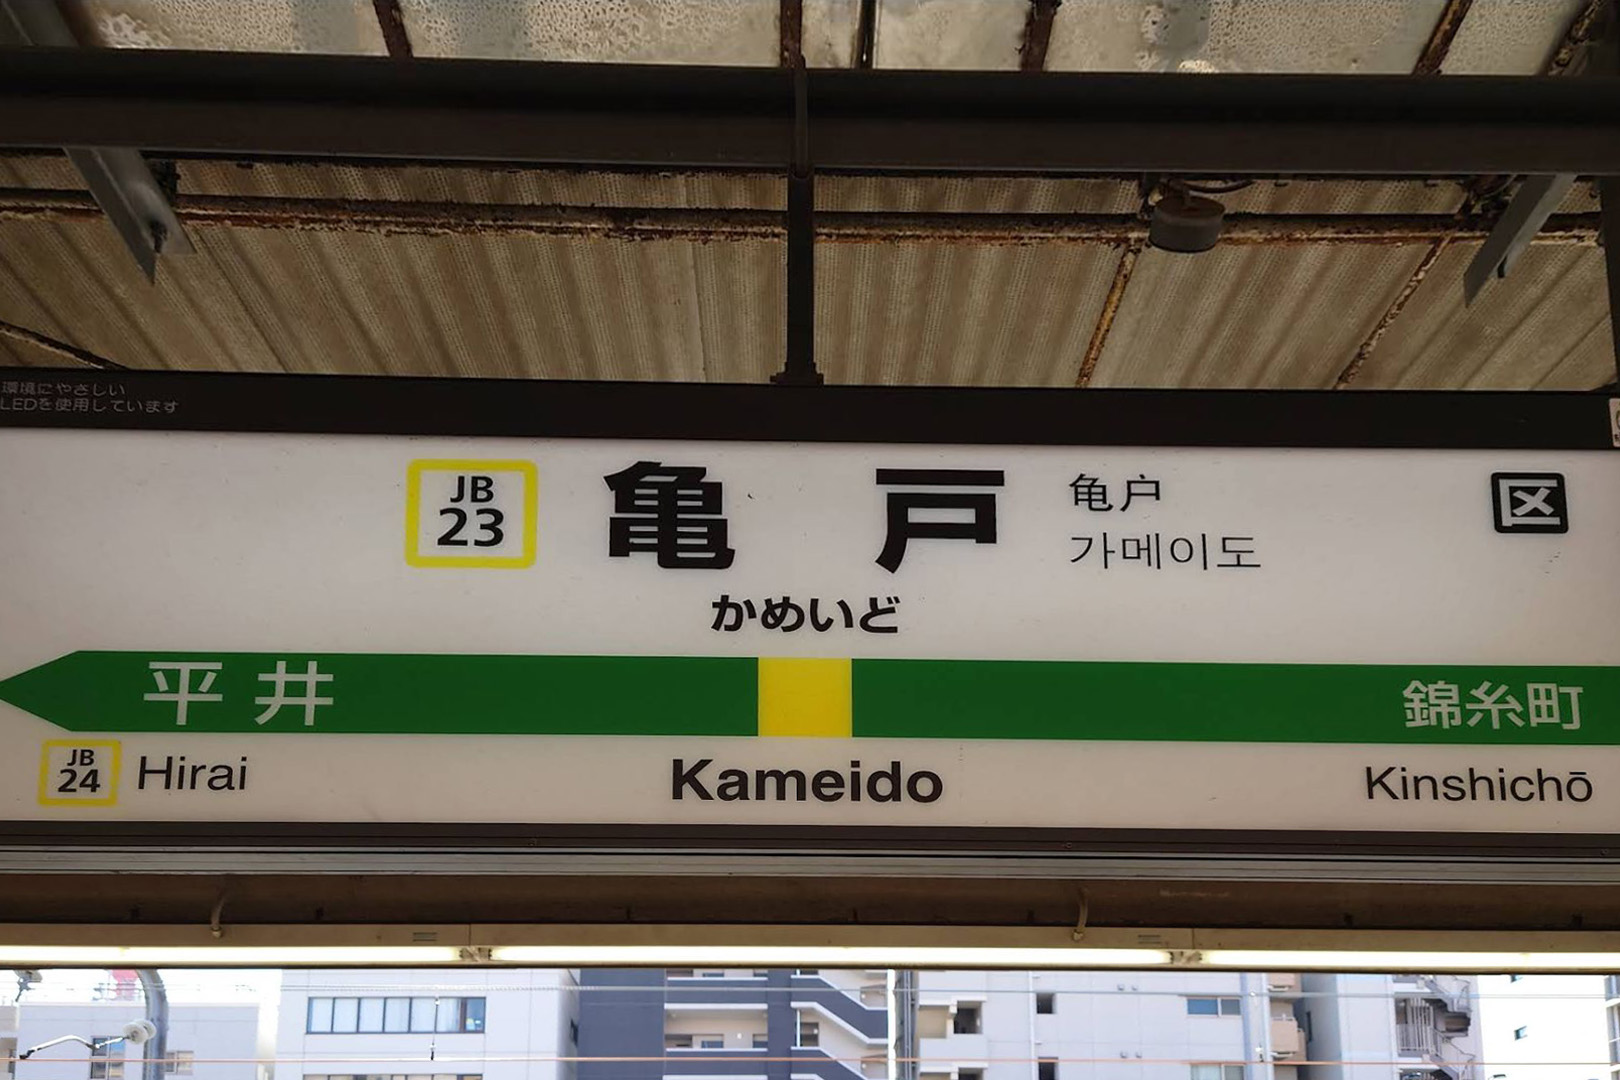 環境にやさしい
LEDを使用しています
JB
23
亀戸
亀户
가메이도
区
かめいど
平井
錦糸町
JB
24
Hirai
Kameido
Kinshichō